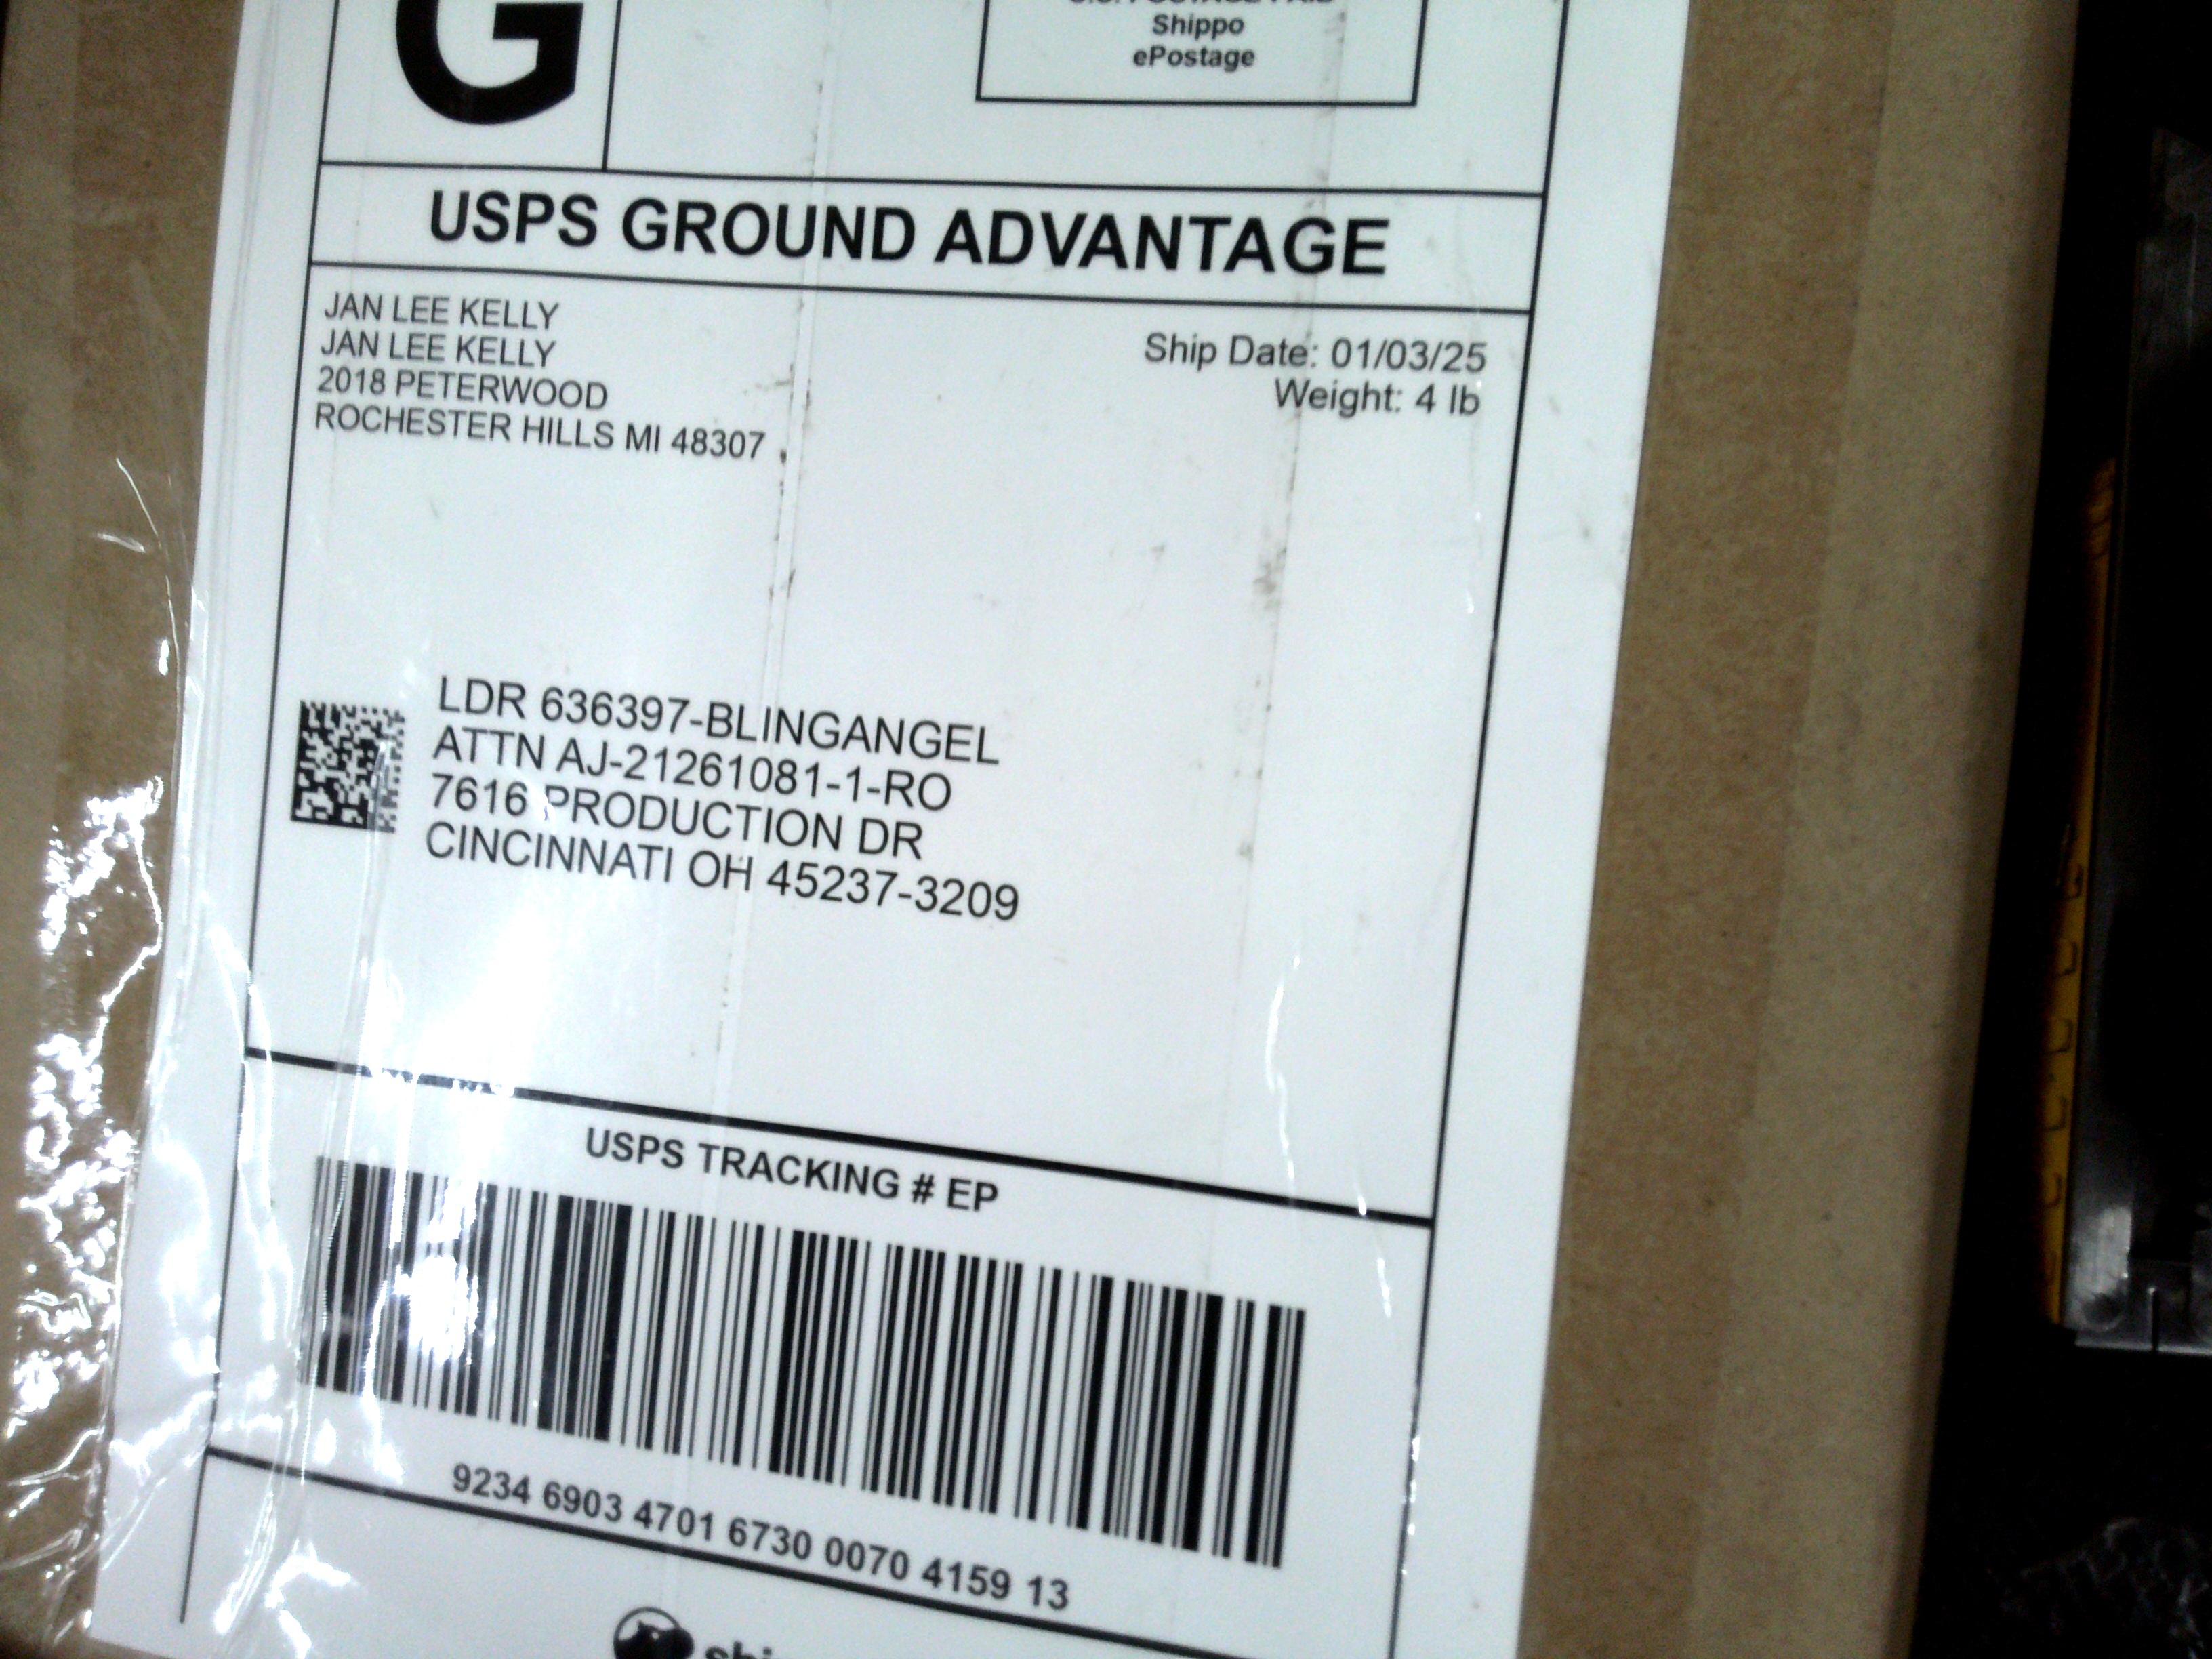 G
Shippo
ePostage
USPS GROUND ADVANTAGE
JAN LEE KELLY
JAN LEE KELLY
2018 PETERWOOD
ROCHESTER HILLS MI 48307
Ship Date: 01/03/25
Weight: 4 lb
LDR 636397-BLINGANGEL
ATTN AJ-21261081-1-RO
7616 PRODUCTION DR
CINCINNATI OH 45237-3209
USPS TRACKING # EP
9234 6903 4701 6730 0070 4159 13